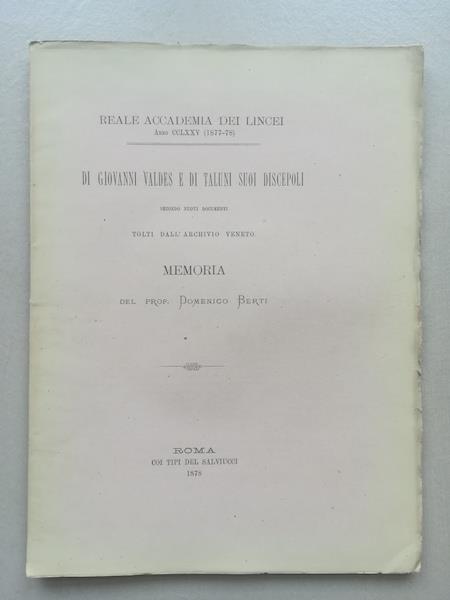 REALE ACCADEMIA DEI LINCEI
ANNO CCLXXV (1877-78)
DI GIOVANNI VALDES E DI TALUNI SUOI DISCEPOLI
SECONDO NUOVI DOCUMENTI
TOLTI DALL'ARCHIVIO VENETO.
MEMORIA
DEL PROF. DOMENICO BERTI
ROMA
COI TIPI DEL SALVIUCCI
1878